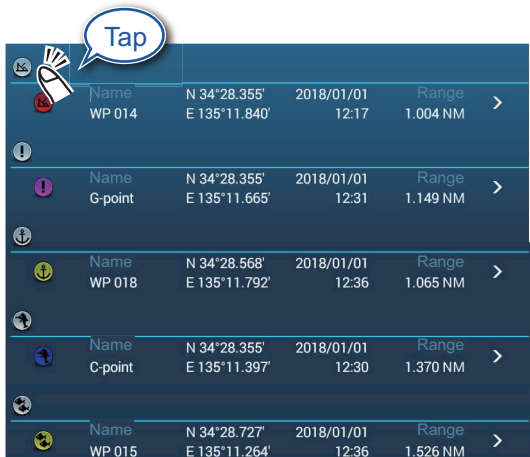 Tap
Name N 34°28.355' 2018/01/01 Range
WP 014 E 135°11.840' 12:17 1.004 NM
Name N 34°28.355' 2018/01/01 Range
G-point E 135°11.665' 12:31 1.149 NM
Name N 34°28.568' 2018/01/01 Range
WP 018 E 135°11.792' 12:36 1.065 NM
Name N 34°28.355' 2018/01/01 Range
C-point E 135°11.397' 12:30 1.370 NM
Name N 34°28.727' 2018/01/01 Range
WP 015 E 135°11.264' 12:36 1.526 NM